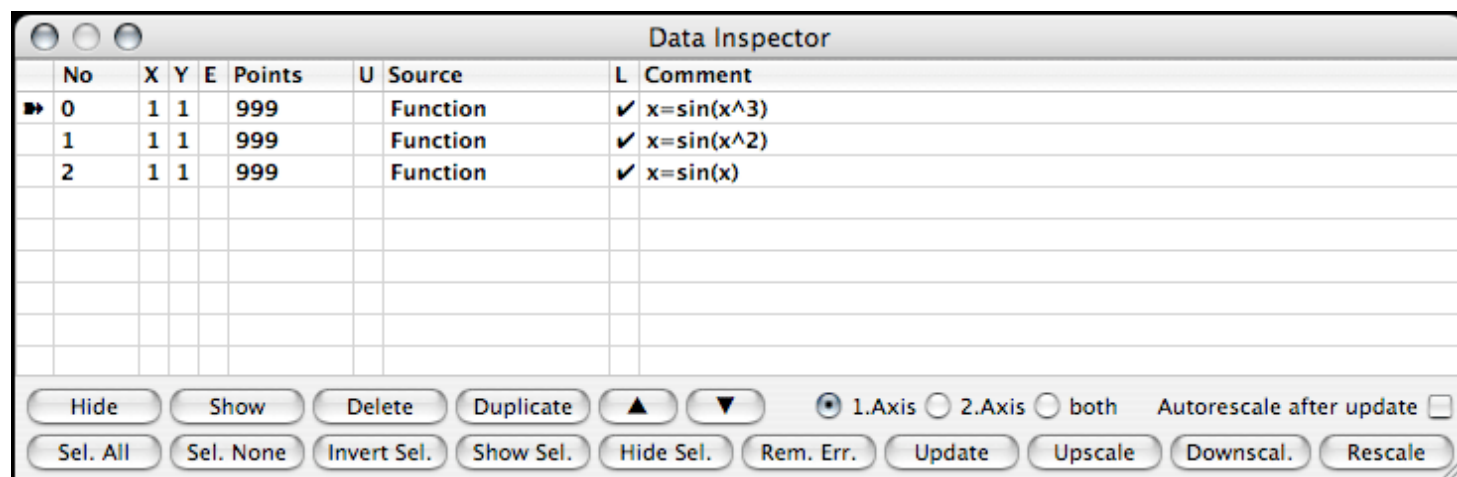 Data Inspector
No X Y E Points U Source L Comment
0 1 1 999 Function ✔ x=sin(x^3)
1 1 1 999 Function ✔ x=sin(x^2)
2 1 1 999 Function ✔ x=sin(x)
Hide Show Delete Duplicate ▲ ▼ 1.Axis 2.Axis both Autorescale after update
Sel. All Sel. None Invert Sel. Show Sel. Hide Sel. Rem. Err. Update Upscale Downscal. Rescale